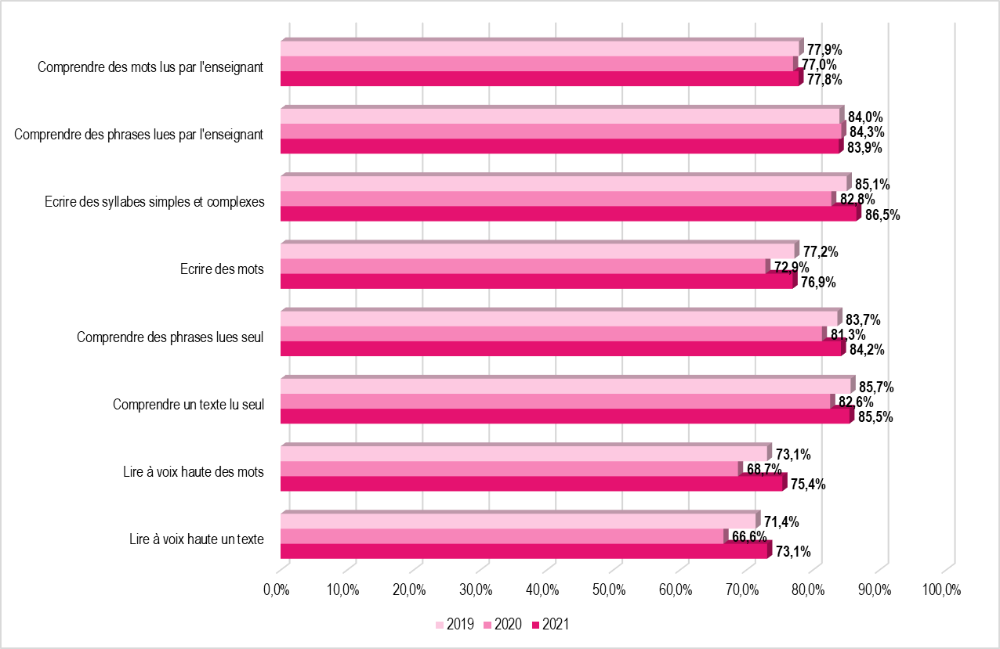 Comprendre des mots lus par l'enseignant
77,9%
77,0%
77,8%
Comprendre des phrases lues par l'enseignant
84,0%
84,3%
83,9%
Ecrire des syllabes simples et complexes
85,1%
82,8%
86,5%
Ecrire des mots
77,2%
72,9%
76,9%
Comprendre des phrases lues seul
83,7%
81,3%
84,2%
Comprendre un texte lu seul
85,7%
82,6%
85,5%
Lire à voix haute des mots
73,1%
68,7%
75,4%
Lire à voix haute un texte
71,4%
66,6%
73,1%
0,0% 10,0% 20,0% 30,0% 40,0% 50,0% 60,0% 70,0% 80,0% 90,0% 100,0%
2019 2020 2021